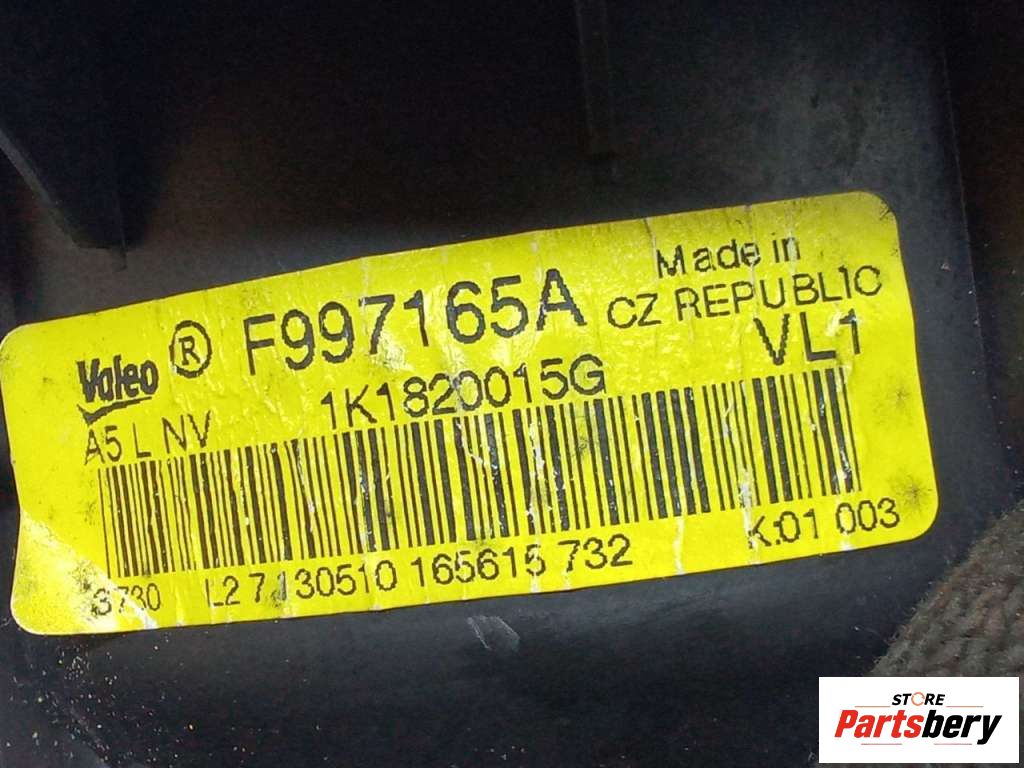 Valeo ® F997165A Made in
CZ REPUBLIC
A5 L NV 1K1820015G VL1
3730 L2 7 130510 165615 732 K:01 003
STORE
Partsbery